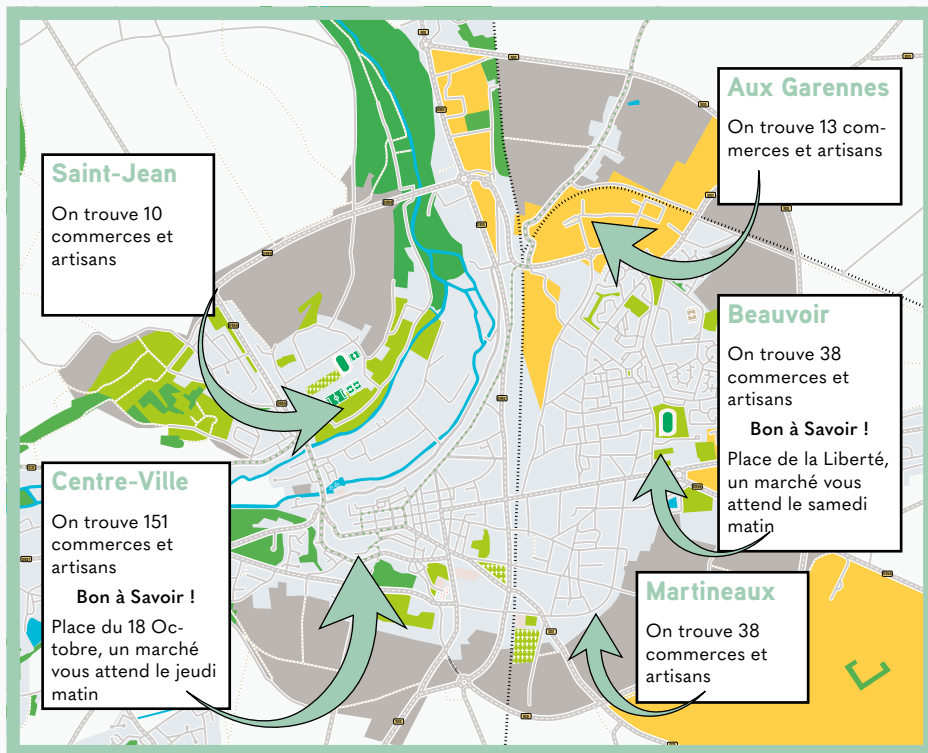 Aux Garennes
On trouve 13 com-
merces et artisans
Saint-Jean
On trouve 10
commerces et
artisans
Beauvoir
On trouve 38
commerces et
artisans
Bon à Savoir !
Place de la Liberté,
un marché vous
attend le samedi
matin
Centre-Ville
On trouve 151
commerces et
artisans
Bon à Savoir !
Place du 18 Oc-
tobre, un marché
vous attend le jeudi
matin
Martineaux
On trouve 38
commerces et
artisans